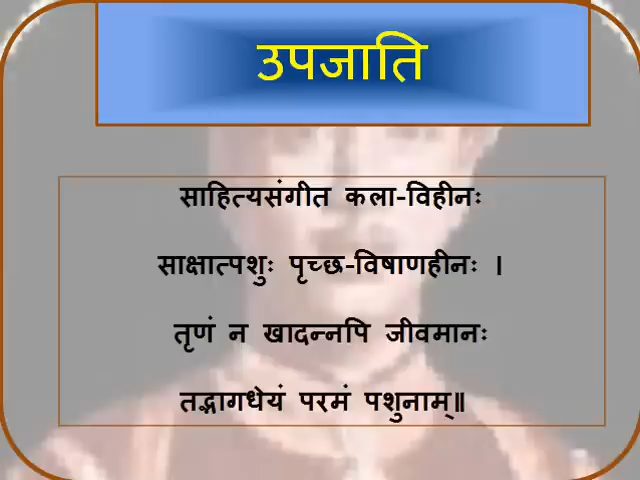 उपजाति
साहित्यसंगीत कला-विहीनः
साक्षात्पशुः पृच्छ-विषाणहीनः ।
तृणं न खादन्नपि जीवमानः
तद्भागधेयं परमं पशुनाम्॥